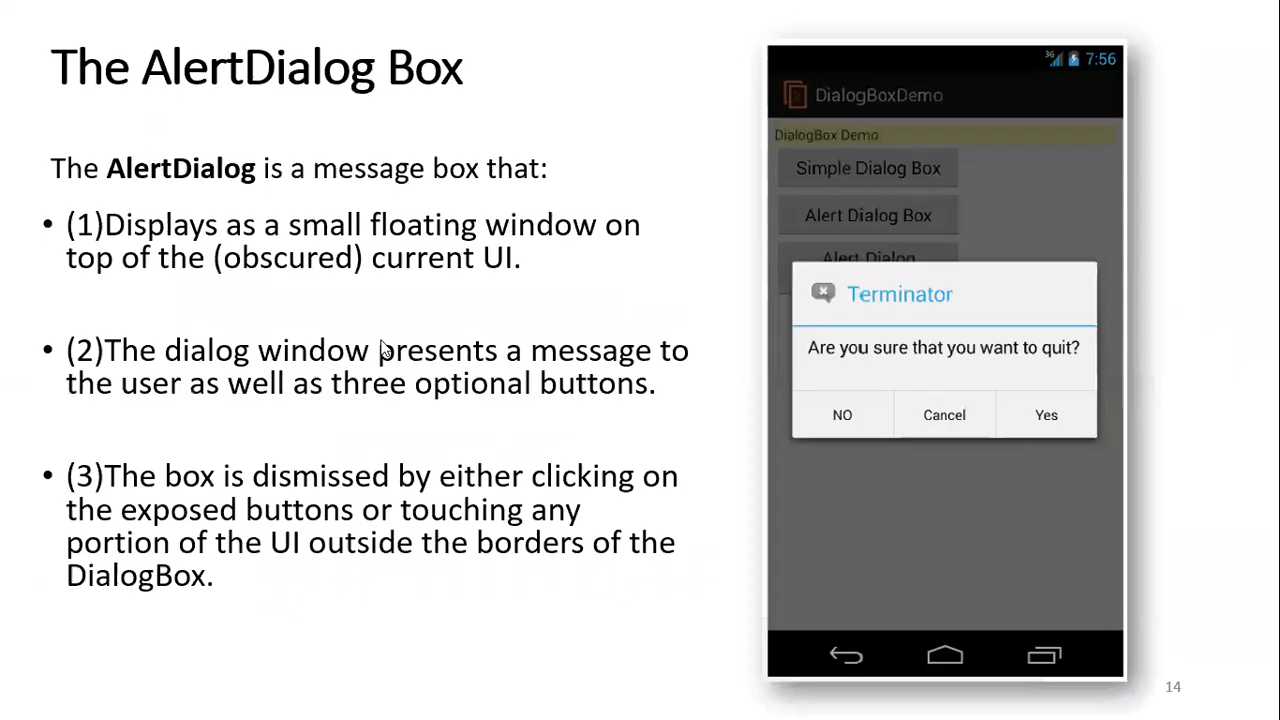 The AlertDialog Box
The AlertDialog is a message box that:
• (1)Displays as a small floating window on
top of the (obscured) current UI.
• (2)The dialog window presents a message to
the user as well as three optional buttons.
• (3)The box is dismissed by either clicking on
the exposed buttons or touching any
portion of the UI outside the borders of the
DialogBox.
3G 7:56
DialogBoxDemo
DialogBox Demo
Simple Dialog Box
Alert Dialog Box
Alert Dialog
Terminator
Are you sure that you want to quit?
NO Cancel Yes
14